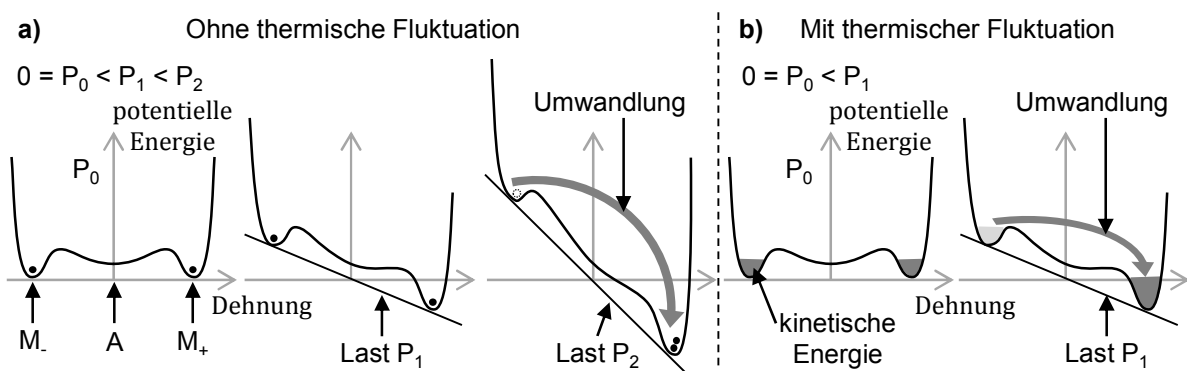 a) Ohne thermische Fluktuation
0 = P₀ < P₁ < P₂
potentielle
Energie
P₀
Dehnung
M₋
A
M₊
Last P₁
Umwandlung
Last P₂
b) Mit thermischer Fluktuation
0 = P₀ < P₁
potentielle
Energie
P₀
Dehnung
kinetische
Energie
Umwandlung
Last P₁